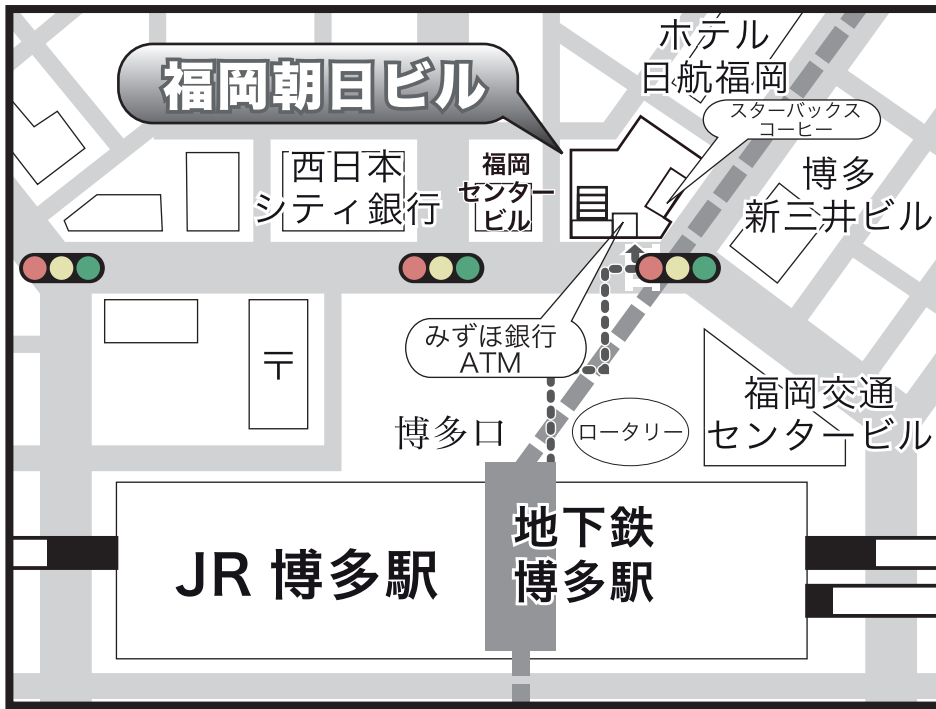 ホテル
日航福岡
福岡朝日ビル
スターバックス
コーヒー
西日本
シティ銀行
福岡
センター
ビル
博多
新三井ビル
みずほ銀行
ATM
〒
福岡交通
センタービル
博多口
ロータリー
地下鉄
博多駅
JR 博多駅